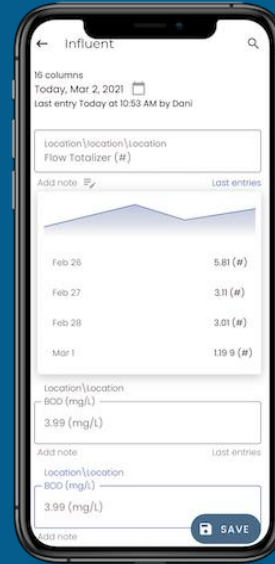 Influent
16 columns
Today, Mar 2, 2021
Last entry Today at 10:53 AM by Dani
Location\location\Location
Flow Totalizer (#)
Add note Last entries
Feb 26 5.81 (#)
Feb 27 3.11 (#)
Feb 28 3.01 (#)
Mar 1 1.19 9 (#)
Location\Location
BOD (mg/L)
3.99 (mg/L)
Add note Last entries
Location\Location
BOD (mg/L)
3.99 (mg/L)
SAVE
Add note